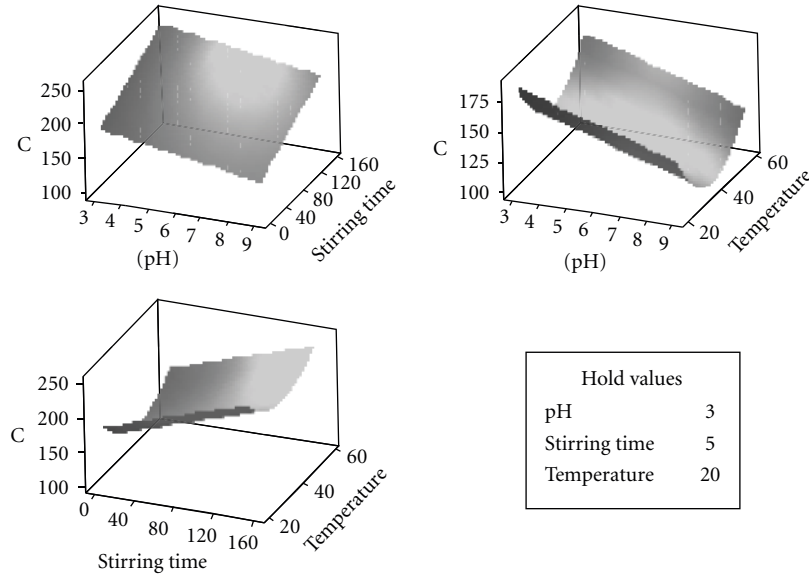 250
200
150
100
C
3 4 5 6 7 8 9
(pH)
0 40 80 120 160
Stirring time
175
150
125
100
C
3 4 5 6 7 8 9
(pH)
20 40 60
Temperature
250
200
150
100
C
0 40 80 120 160
Stirring time
20 40 60
Temperature
Hold values
pH 3
Stirring time 5
Temperature 20